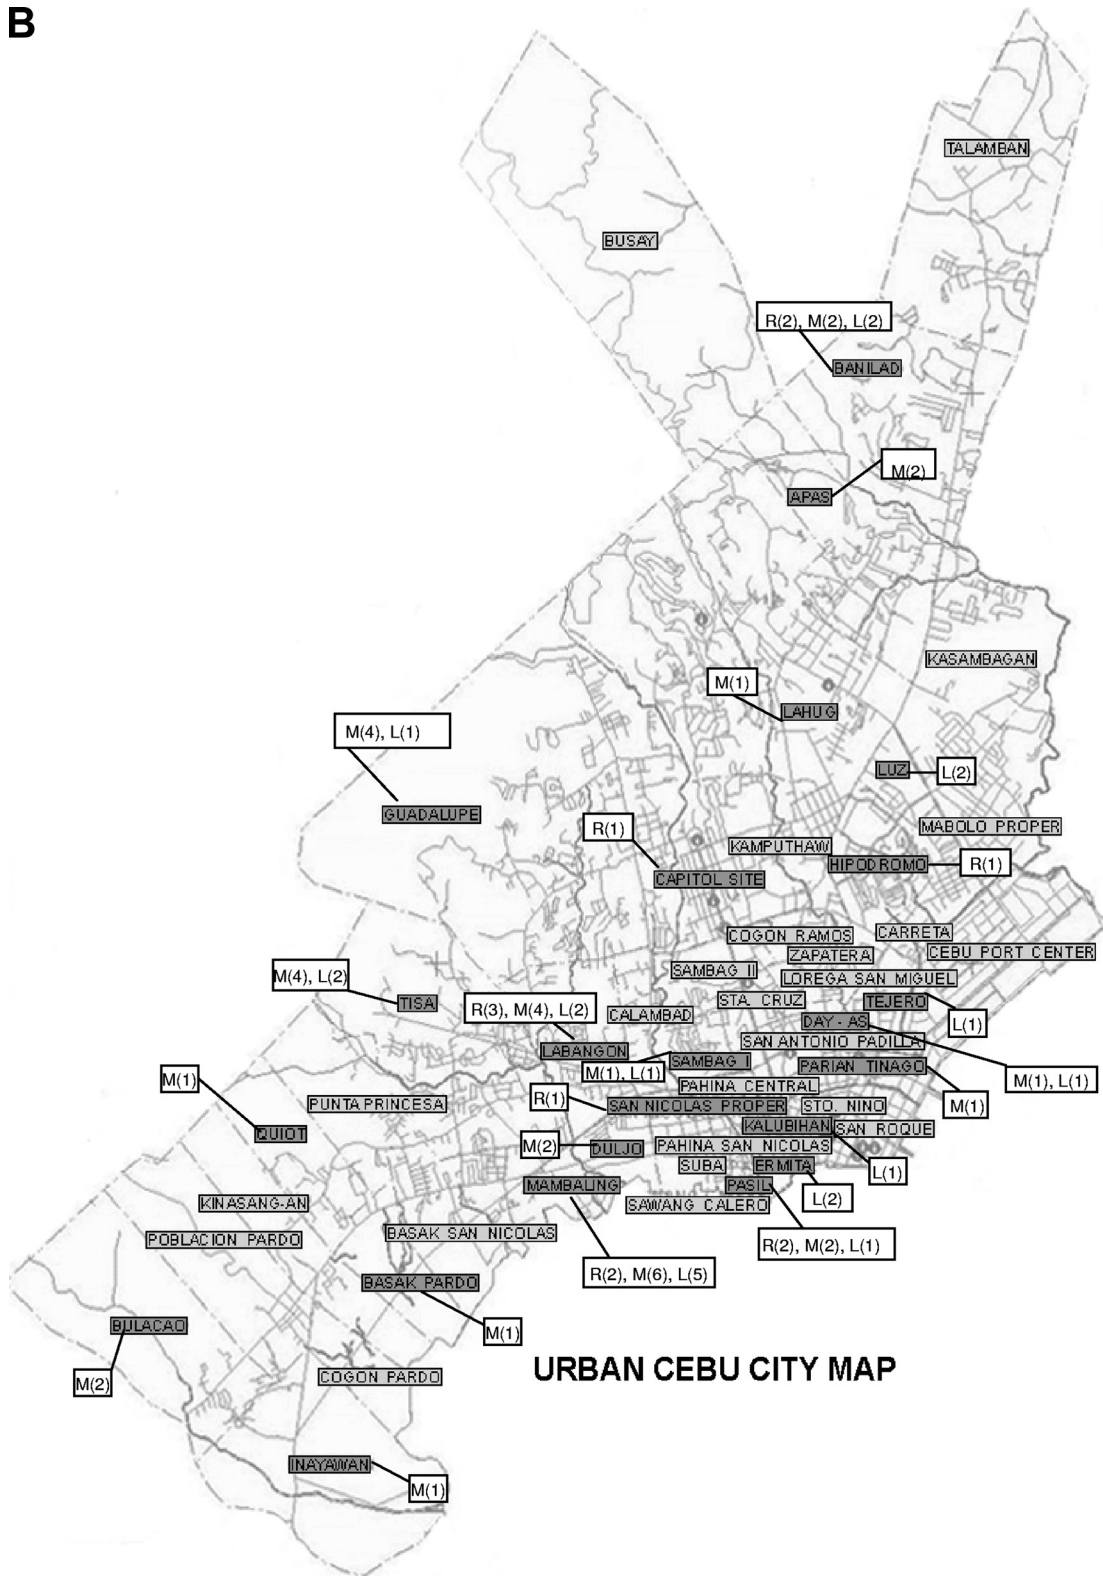 B
TALAMBAN
BUSAY
R(2), M(2), L(2)
BANILAD
M(2)
APAS
KASAMBAGAN
M(1)
LAHUG
M(4), L(1)
LUZ
L(2)
GUADALUPE
R(1)
MABOLO PROPER
KAMPUTHAW
HIPODROMO
R(1)
CAPITOL SITE
COGON RAMOS
CARRETA
ZAPATERA
CEBU PORT CENTER
M(4), L(2)
SAMBAG II
LOREGA SAN MIGUEL
TISA
R(3), M(4), L(2)
CALAMBAD
STA. CRUZ
TEJERO
L(1)
DAY - AS
SAN ANTONIO PADILLA
LABANGON
M(1), L(1)
SAMBAG I
PARIAN TINAGO
M(1), L(1)
M(1)
PUNTA PRINCESA
R(1)
PAHINA CENTRAL
SAN NICOLAS PROPER
STO. NINO
M(1)
QUIOT
KALUBIHAN
SAN ROQUE
M(2)
DULJO
PAHINA SAN NICOLAS
SUBA
ERMITA
L(1)
MAMBALING
PASIL
L(2)
KINASANG-AN
SAWANG CALERO
POBLACION PARDO
BASAK SAN NICOLAS
R(2), M(2), L(1)
R(2), M(6), L(5)
BASAK PARDO
BULACAO
M(1)
M(2)
COGON PARDO
URBAN CEBU CITY MAP
INAYAWAN
M(1)